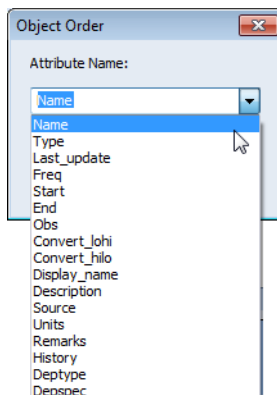 Object Order
Attribute Name:
Name
Name
Type
Last_update
Freq
Start
End
Obs
Convert_lohi
Convert_hilo
Display_name
Description
Source
Units
Remarks
History
Deptype
Depspec